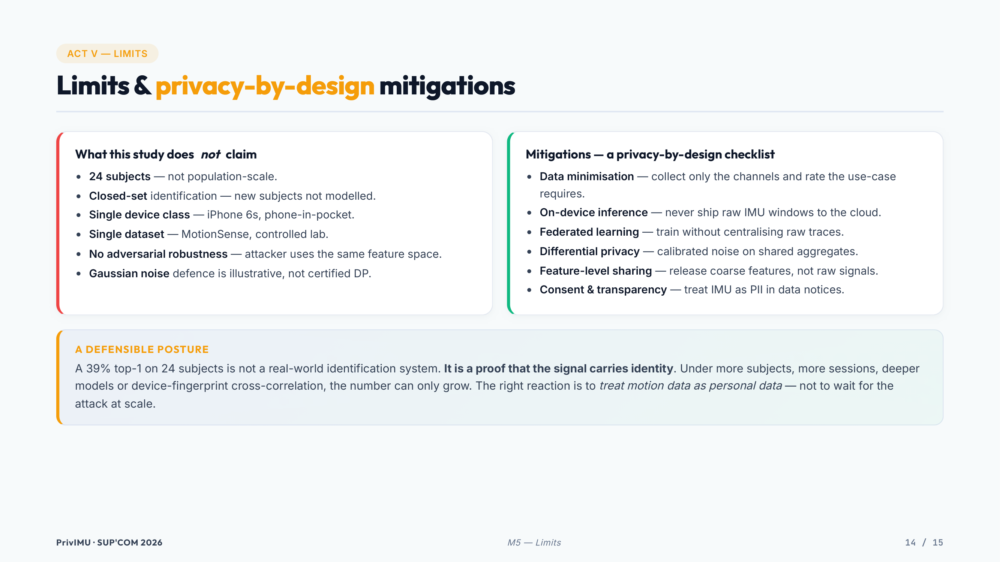 ACT V — LIMITS
Limits & privacy-by-design mitigations
What this study does not claim
• 24 subjects — not population-scale.
• Closed-set identification — new subjects not modelled.
• Single device class — iPhone 6s, phone-in-pocket.
• Single dataset — MotionSense, controlled lab.
• No adversarial robustness — attacker uses the same feature space.
• Gaussian noise defence is illustrative, not certified DP.
Mitigations — a privacy-by-design checklist
• Data minimisation — collect only the channels and rate the use-case
requires.
• On-device inference — never ship raw IMU windows to the cloud.
• Federated learning — train without centralising raw traces.
• Differential privacy — calibrated noise on shared aggregates.
• Feature-level sharing — release coarse features, not raw signals.
• Consent & transparency — treat IMU as PII in data notices.
A DEFENSIBLE POSTURE
A 39% top-1 on 24 subjects is not a real-world identification system. It is a proof that the signal carries identity. Under more subjects, more sessions, deeper
models or device-fingerprint cross-correlation, the number can only grow. The right reaction is to treat motion data as personal data — not to wait for the
attack at scale.
PrivIMU · SUP'COM 2026
M5 — Limits
14 / 15